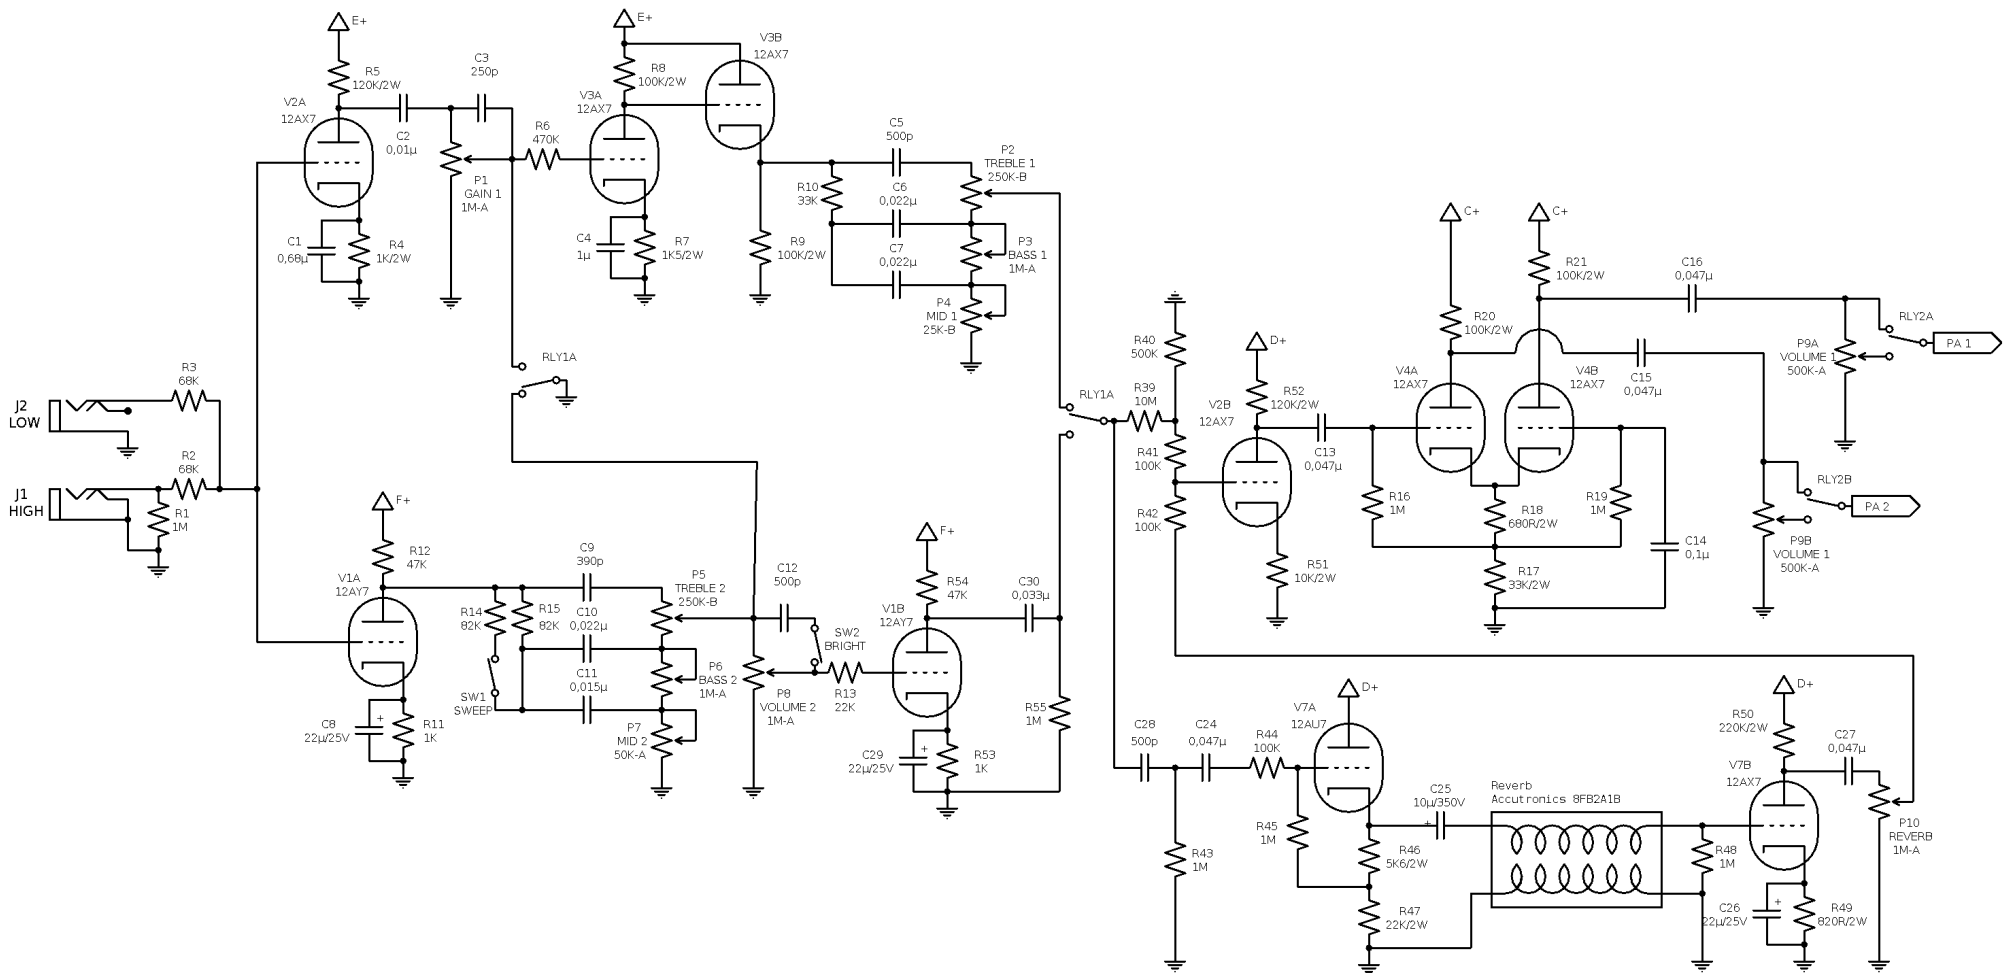 E+
R5
120K/2W
C3
250p
V2A
12AX7
C2
0,01µ
P1
GAIN 1
1M-A
C1
0,68µ
R4
1K/2W
E+
R8
100K/2W
V3B
12AX7
V3A
12AX7
R6
470K
C4
1µ
R7
1K5/2W
R9
100K/2W
C5
500p
R10
33K
C6
0,022µ
C7
0,022µ
P2
TREBLE 1
250K-B
P3
BASS 1
1M-A
P4
MID 1
25K-B
RLY1A
J2
LOW
R3
68K
J1
HIGH
R2
68K
R1
1M
F+
R12
47K
V1A
12AY7
C8
22µ/25V
+
R11
1K
R14
82K
R15
82K
SW1
SWEEP
C9
390p
C10
0,022µ
C11
0,015µ
P5
TREBLE 2
250K-B
P6
BASS 2
1M-A
P7
MID 2
50K-A
C12
500p
SW2
BRIGHT
P8
VOLUME 2
1M-A
R13
22K
F+
R54
47K
V1B
12AY7
C29
22µ/25V
+
R53
1K
C30
0,033µ
R55
1M
RLY1A
R40
500K
R39
10M
R41
100K
R42
100K
D+
R52
120K/2W
V2B
12AX7
R51
10K/2W
C13
0,047µ
C+
R20
100K/2W
V4A
12AX7
C+
R21
100K/2W
V4B
12AX7
R16
1M
R18
680R/2W
R17
33K/2W
R19
1M
C14
0,1µ
C16
0,047µ
C15
0,047µ
P9A
VOLUME 1
500K-A
RLY2A
PA 1
RLY2B
PA 2
P9B
VOLUME 1
500K-A
C28
500p
C24
0,047µ
R44
100K
R43
1M
R45
1M
D+
V7A
12AU7
R46
5K6/2W
R47
22K/2W
C25
10µ/350V
+
Reverb
Accutronics 8FB2A1B
R48
1M
D+
R50
220K/2W
V7B
12AX7
C26
22µ/25V
+
R49
820R/2W
C27
0,047µ
P10
REVERB
1M-A